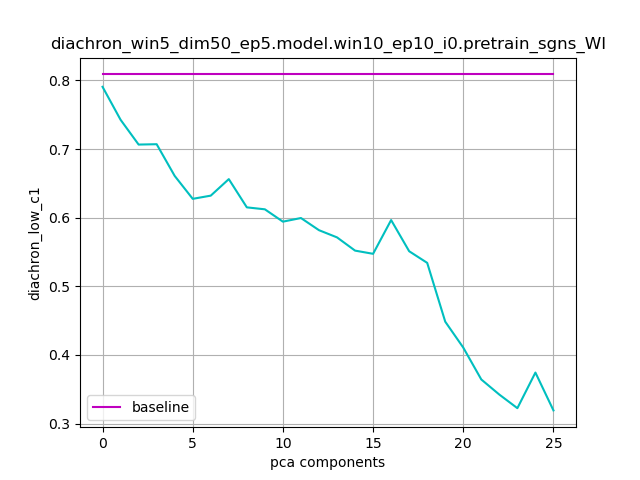 diachron_win5_dim50_ep5.model.win10_ep10_i0.pretrain_sgns_WI
0.8
0.7
0.6
0.5
0.4
0.3
diachron_low_c1
baseline
0 5 10 15 20 25
pca components